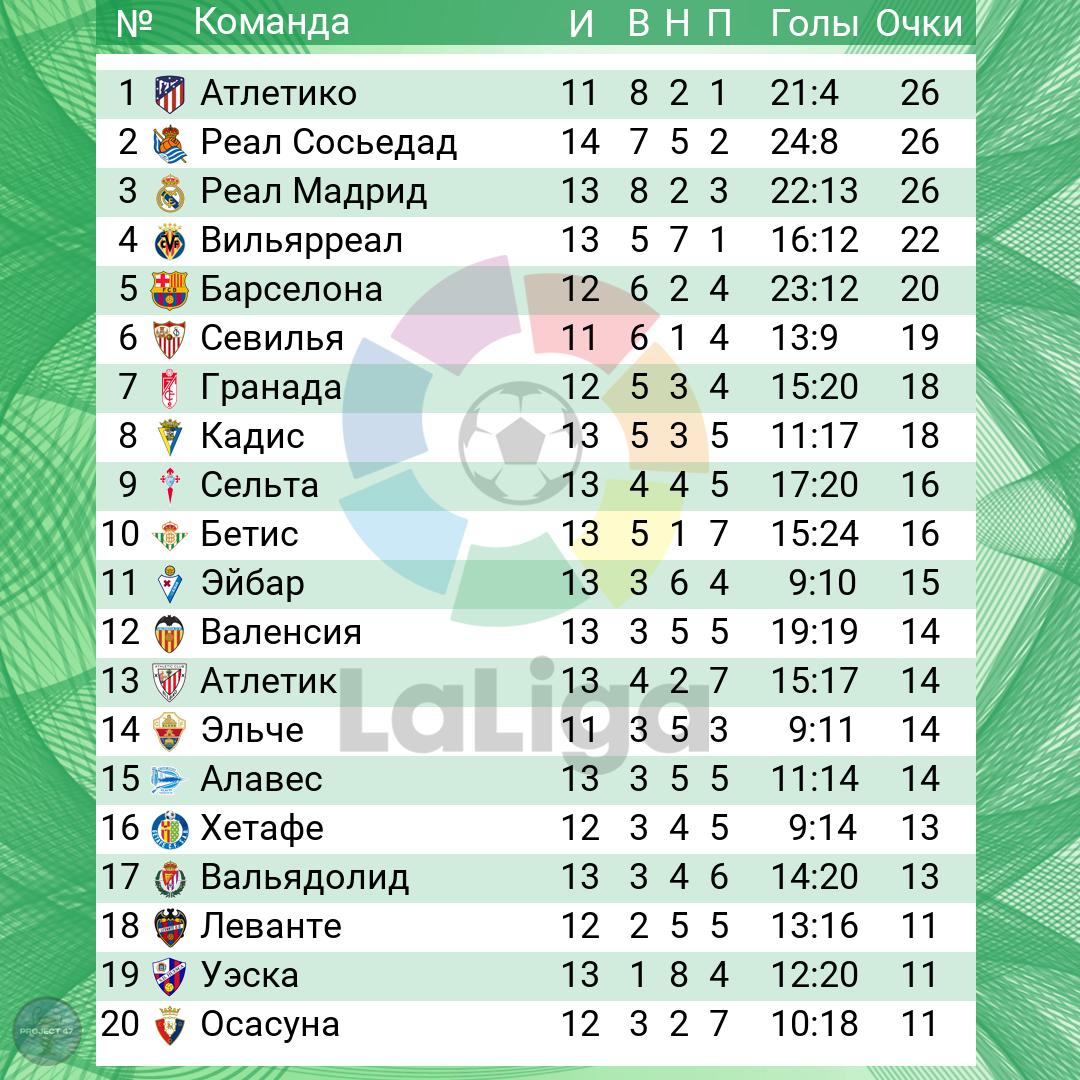 № Команда И В Н П Голы Очки
1 Атлетико 11 8 2 1 21:4 26
2 Реал Сосьедад 14 7 5 2 24:8 26
3 Реал Мадрид 13 8 2 3 22:13 26
4 Вильярреал 13 5 7 1 16:12 22
5 Барселона 12 6 2 4 23:12 20
6 Севилья 11 6 1 4 13:9 19
7 Гранада 12 5 3 4 15:20 18
8 Кадис 13 5 3 5 11:17 18
9 Сельта 13 4 4 5 17:20 16
10 Бетис 13 5 1 7 15:24 16
11 Эйбар 13 3 6 4 9:10 15
12 Валенсия 13 3 5 5 19:19 14
13 Атлетик 13 4 2 7 15:17 14
14 Эльче 11 3 5 3 9:11 14
15 Алавес 13 3 5 5 11:14 14
16 Хетафе 12 3 4 5 9:14 13
17 Вальядолид 13 3 4 6 14:20 13
18 Леванте 12 2 5 5 13:16 11
19 Уэска 13 1 8 4 12:20 11
20 Осасуна 12 3 2 7 10:18 11
LaLiga
PROJECT 47